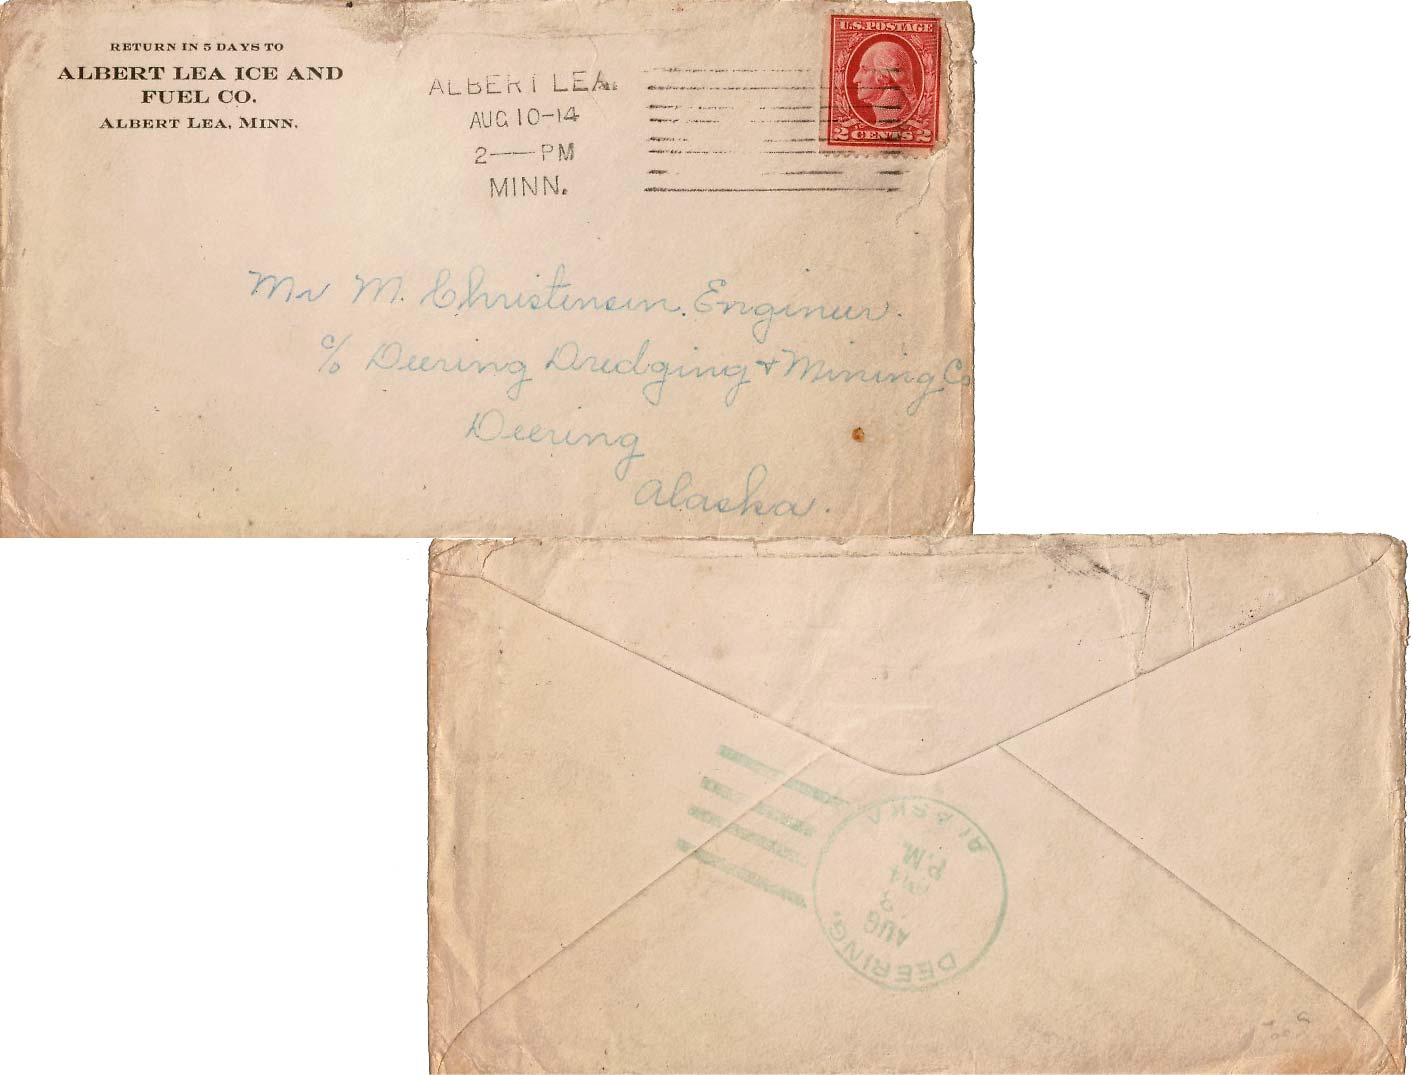 RETURN IN 5 DAYS TO
ALBERT LEA ICE AND
FUEL CO.
ALBERT LEA, MINN.
ALBERT LEA.
AUG 10-14
2—PM
MINN.
U.S. POSTAGE
2 CENTS 2
Mr M. Christensen. Engineer.
c/o Deering Dredging & Mining Co
Deering
Alaska.
DEERING,
AUG
1914
P.M.
ALASKA